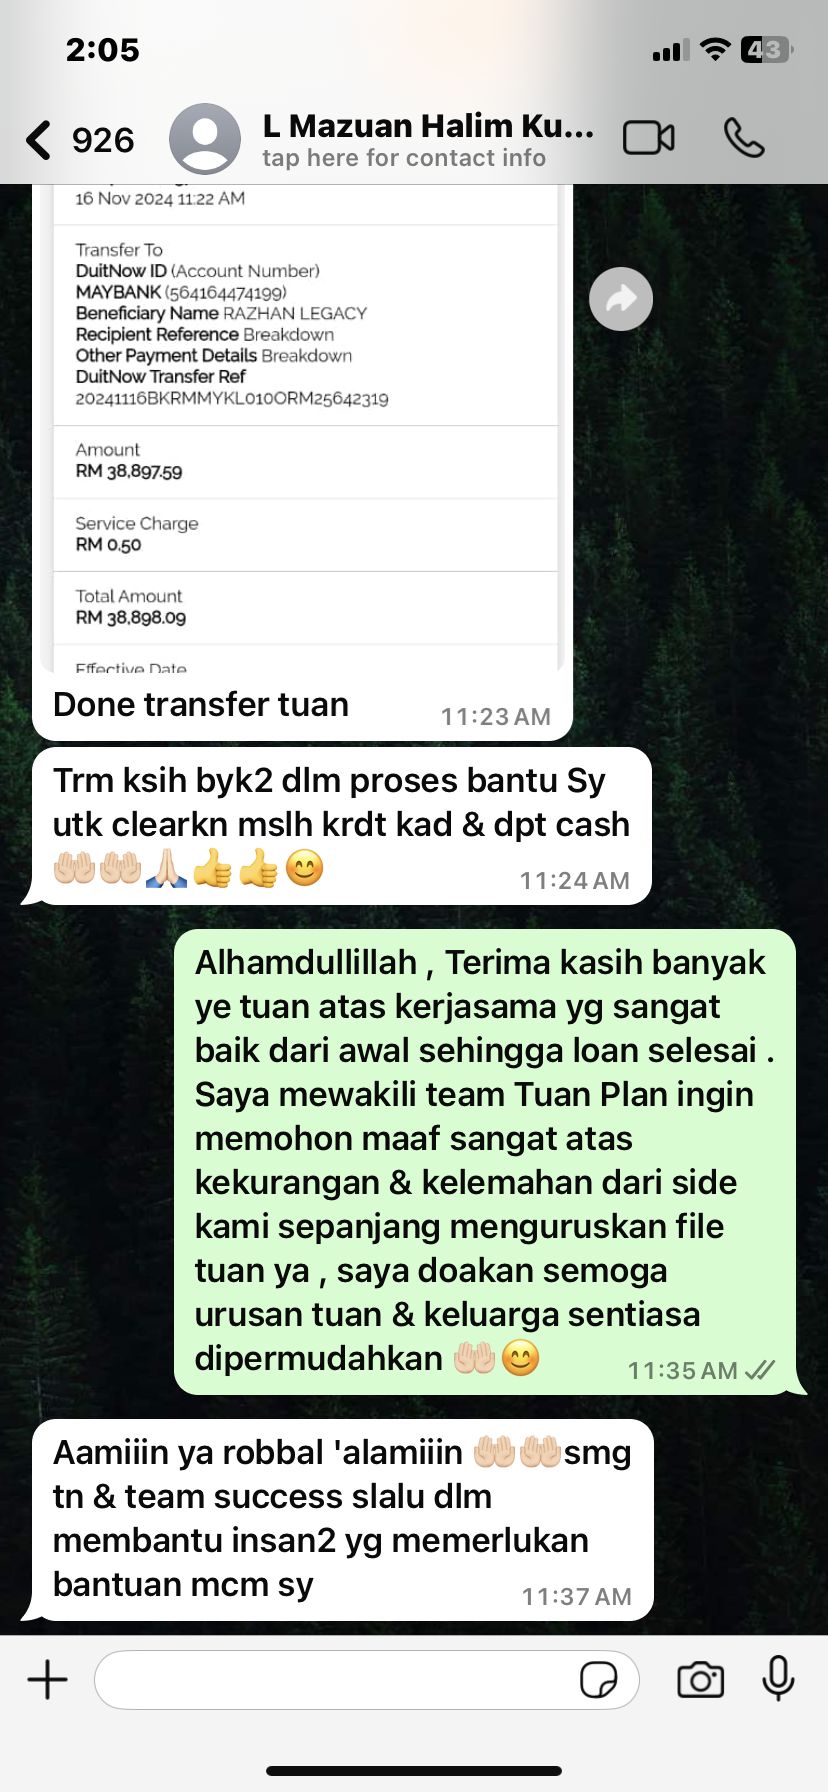 2:05
43
926
L Mazuan Halim Ku...
tap here for contact info
16 Nov 2024 11:22 AM
Transfer To
DuitNow ID (Account Number)
MAYBANK (564164474199)
Beneficiary Name RAZHAN LEGACY
Recipient Reference Breakdown
Other Payment Details Breakdown
DuitNow Transfer Ref
20241116BKRMMYKL010ORM25642319
Amount
RM 38,897.59
Service Charge
RM 0.50
Total Amount
RM 38,898.09
Effective Date
Done transfer tuan
11:23 AM
Trm ksih byk2 dlm proses bantu Sy
utk clearkn mslh krdt kad & dpt cash
🤲🏻🤲🏻🙏🏻👍👍😊
11:24 AM
Alhamdullillah , Terima kasih banyak
ye tuan atas kerjasama yg sangat
baik dari awal sehingga loan selesai .
Saya mewakili team Tuan Plan ingin
memohon maaf sangat atas
kekurangan & kelemahan dari side
kami sepanjang menguruskan file
tuan ya , saya doakan semoga
urusan tuan & keluarga sentiasa
dipermudahkan 🤲🏻😊
11:35 AM
Aamiiin ya robbal 'alamiiin 🤲🏻🤲🏻smg
tn & team success slalu dlm
membantu insan2 yg memerlukan
bantuan mcm sy
11:37 AM